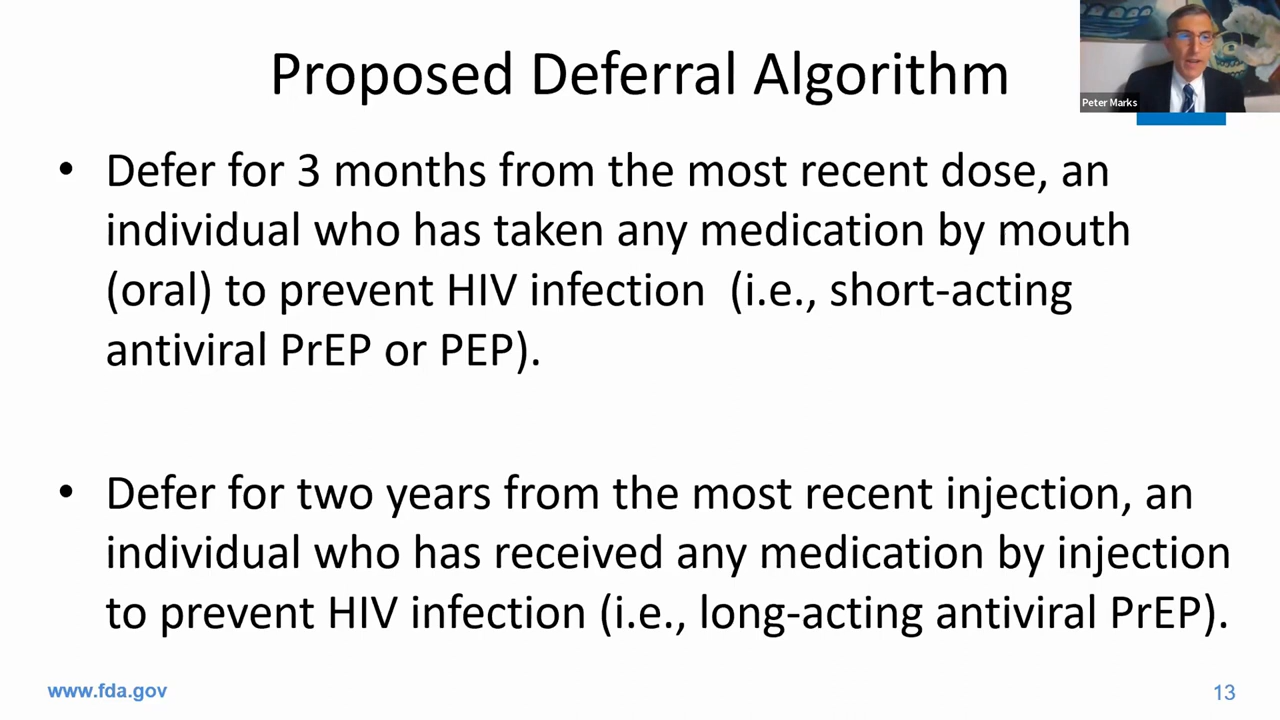 Proposed Deferral Algorithm
Peter Marks
• Defer for 3 months from the most recent dose, an
individual who has taken any medication by mouth
(oral) to prevent HIV infection (i.e., short-acting
antiviral PrEP or PEP).
• Defer for two years from the most recent injection, an
individual who has received any medication by injection
to prevent HIV infection (i.e., long-acting antiviral PrEP).
www.fda.gov
13